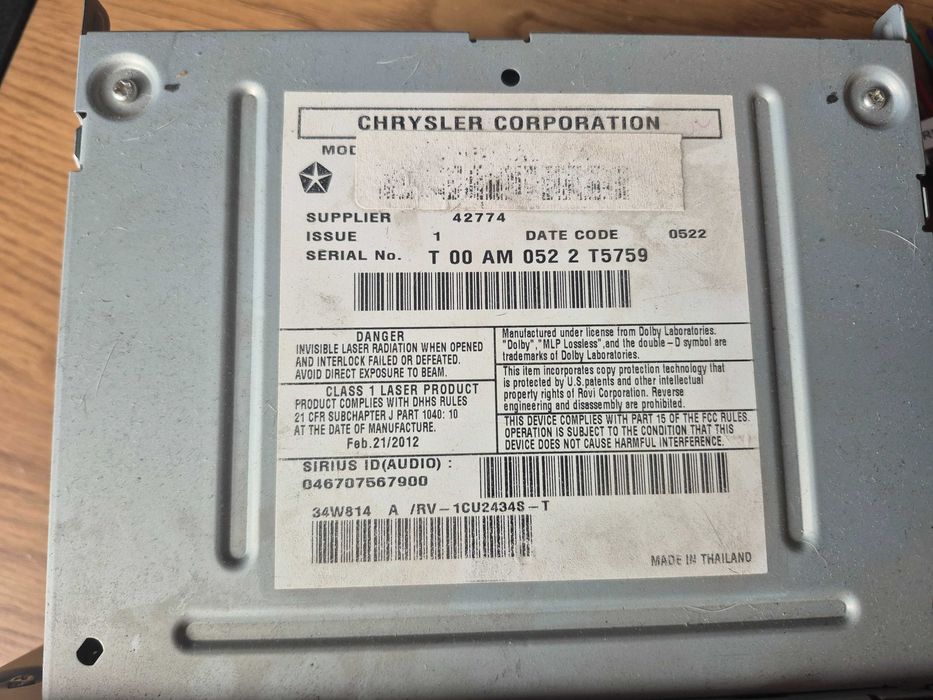 CHRYSLER CORPORATION
MOD
SUPPLIER 42774
ISSUE 1 DATE CODE 0522
SERIAL No. T 00 AM 052 2 T5759
DANGER
INVISIBLE LASER RADIATION WHEN OPENED
AND INTERLOCK FAILED OR DEFEATED.
AVOID DIRECT EXPOSURE TO BEAM.
CLASS 1 LASER PRODUCT
PRODUCT COMPLIES WITH DHHS RULES
21 CFR SUBCHAPTER J PART 1040: 10
AT THE DATE OF MANUFACTURE.
Feb.21/2012
Manufactured under license from Dolby Laboratories.
"Dolby","MLP Lossless",and the double-D symbol are
trademarks of Dolby Laboratories.
This item incorporates copy protection technology that
is protected by U.S.patents and other intellectual
property rights of Rovi Corporation. Reverse
engineering and disassembly are prohibited.
THIS DEVICE COMPLIES WITH PART 15 OF THE FCC RULES.
OPERATION IS SUBJECT TO THE CONDITION THAT THIS
DEVICE DOES NOT CAUSE HARMFUL INTERFERENCE.
SIRIUS ID(AUDIO) :
046707567900
34W814 A /RV-1CU2434S-T
MADE IN THAILAND